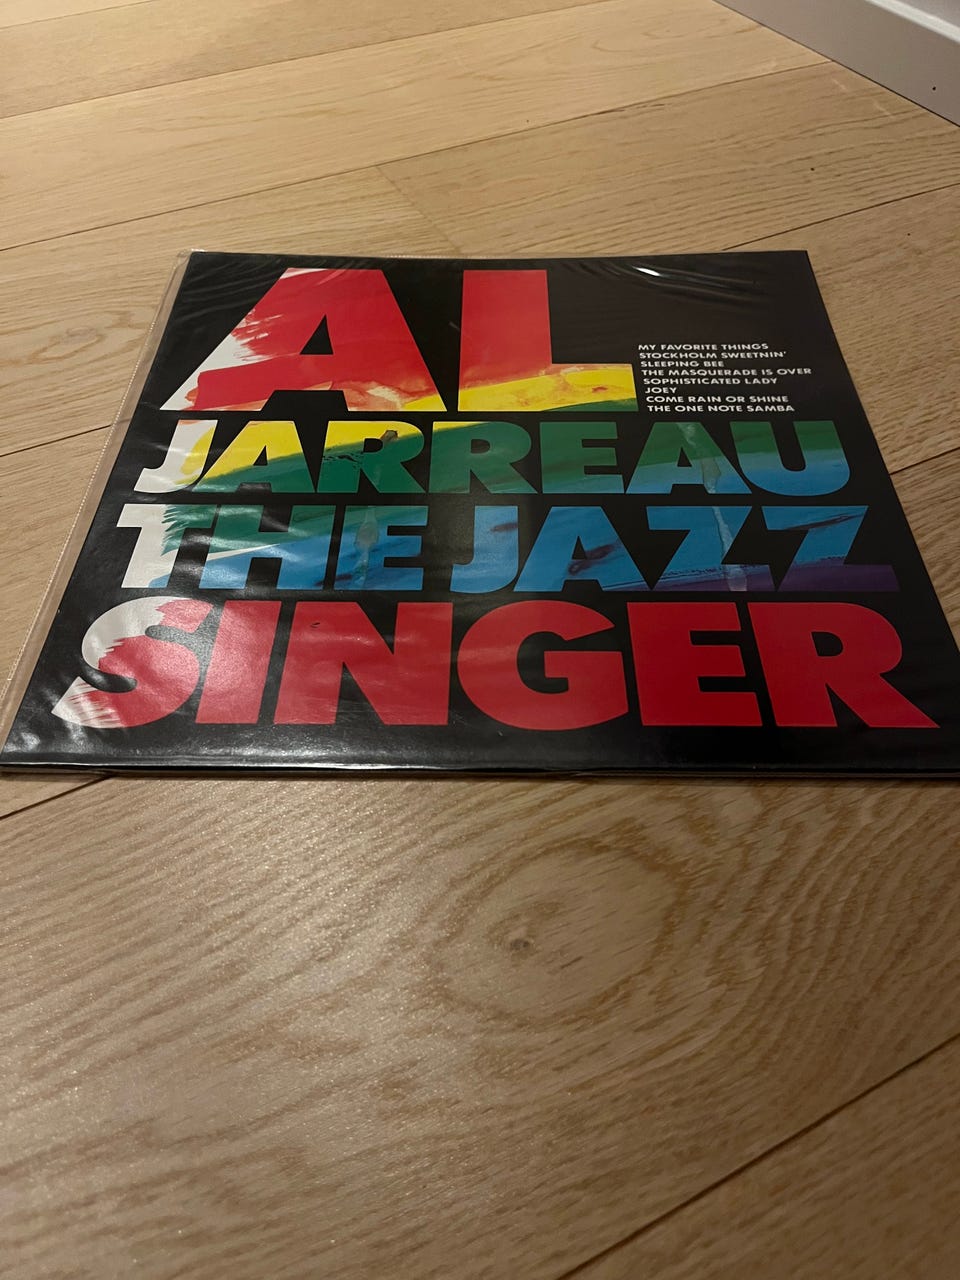 AL
MY FAVORITE THINGS
STOCKHOLM SWEETNIN'
SLEEPING BEE
THE MASQUERADE IS OVER
SOPHISTICATED LADY
JOEY
COME RAIN OR SHINE
THE ONE NOTE SAMBA
JARREAU
THE JAZZ
SINGER